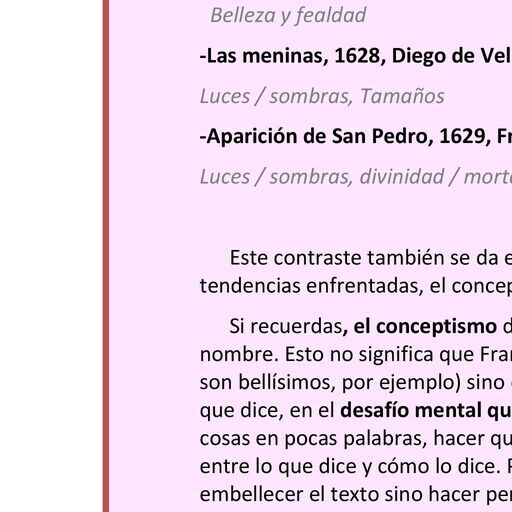 Belleza y fealdad
-Las meninas, 1628, Diego de Vel
Luces / sombras, Tamaños
-Aparición de San Pedro, 1629, Fr
Luces / sombras, divinidad / morta
Este contraste también se da e
tendencias enfrentadas, el concep
Si recuerdas, el conceptismo d
nombre. Esto no significa que Fran
son bellísimos, por ejemplo) sino
que dice, en el desafío mental qu
cosas en pocas palabras, hacer qu
entre lo que dice y cómo lo dice. P
embellecer el texto sino hacer pen